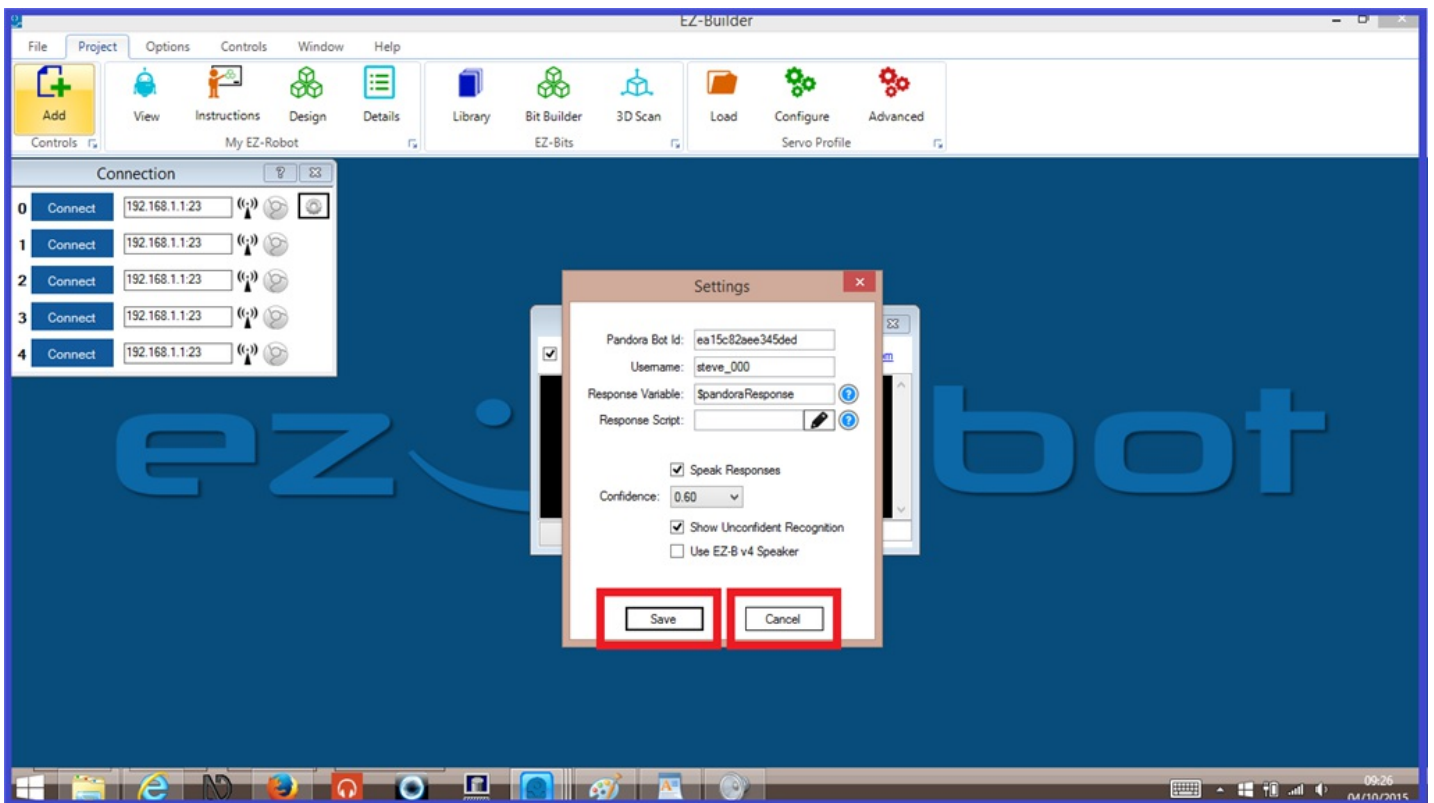 EZ-Builder
File Project Options Controls Window Help
Add View Instructions Design Details Library Bit Builder 3D Scan Load Configure Advanced
Controls My EZ-Robot EZ-Bits Servo Profile
Connection ?
0 Connect 192.168.1.1:23
1 Connect 192.168.1.1:23
2 Connect 192.168.1.1:23
3 Connect 192.168.1.1:23
4 Connect 192.168.1.1:23
Settings
Pandora Bot Id: ea15c82aee345ded
Username: steve_000
Response Variable: $pandoraResponse ?
Response Script: ?
Speak Responses
Confidence: 0.60
Show Unconfident Recognition
Use EZ-B v4 Speaker
Save Cancel
ez bot
09:26
04/10/2015